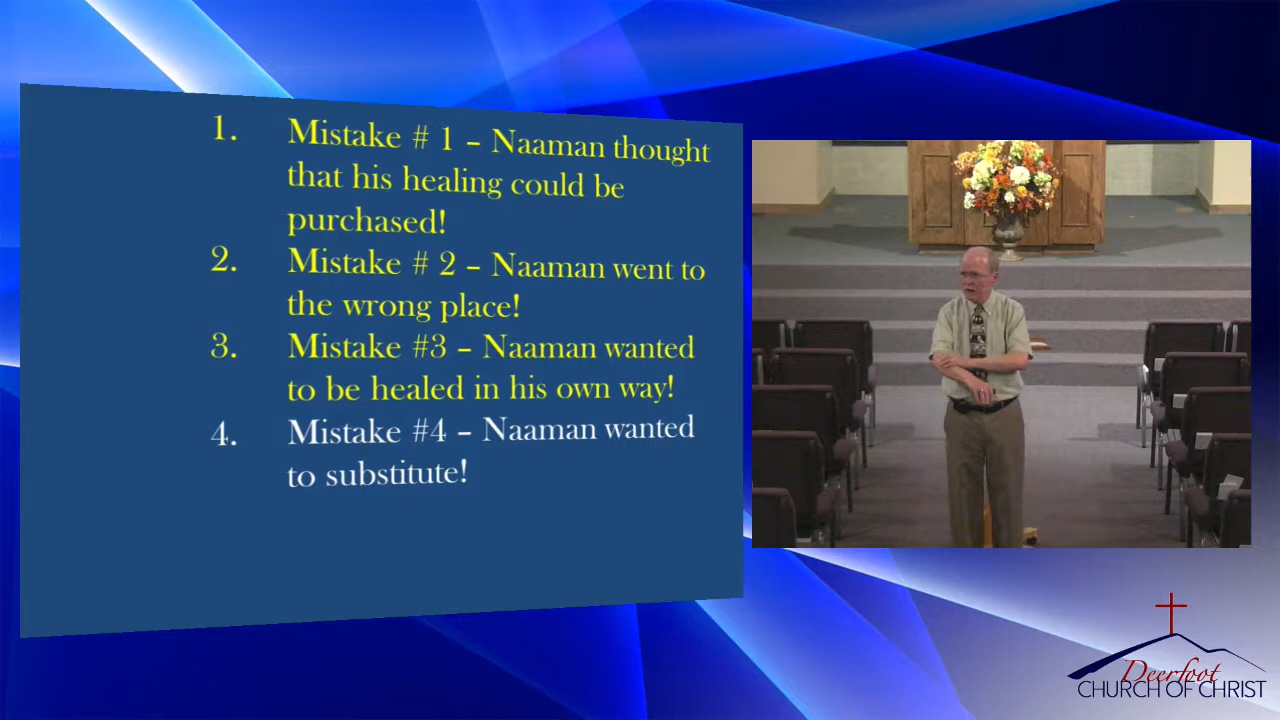 1. Mistake # 1 – Naaman thought
that his healing could be
purchased!
2. Mistake # 2 – Naaman went to
the wrong place!
3. Mistake #3 – Naaman wanted
to be healed in his own way!
4. Mistake #4 – Naaman wanted
to substitute!
Deerfoot
CHURCH OF CHRIST